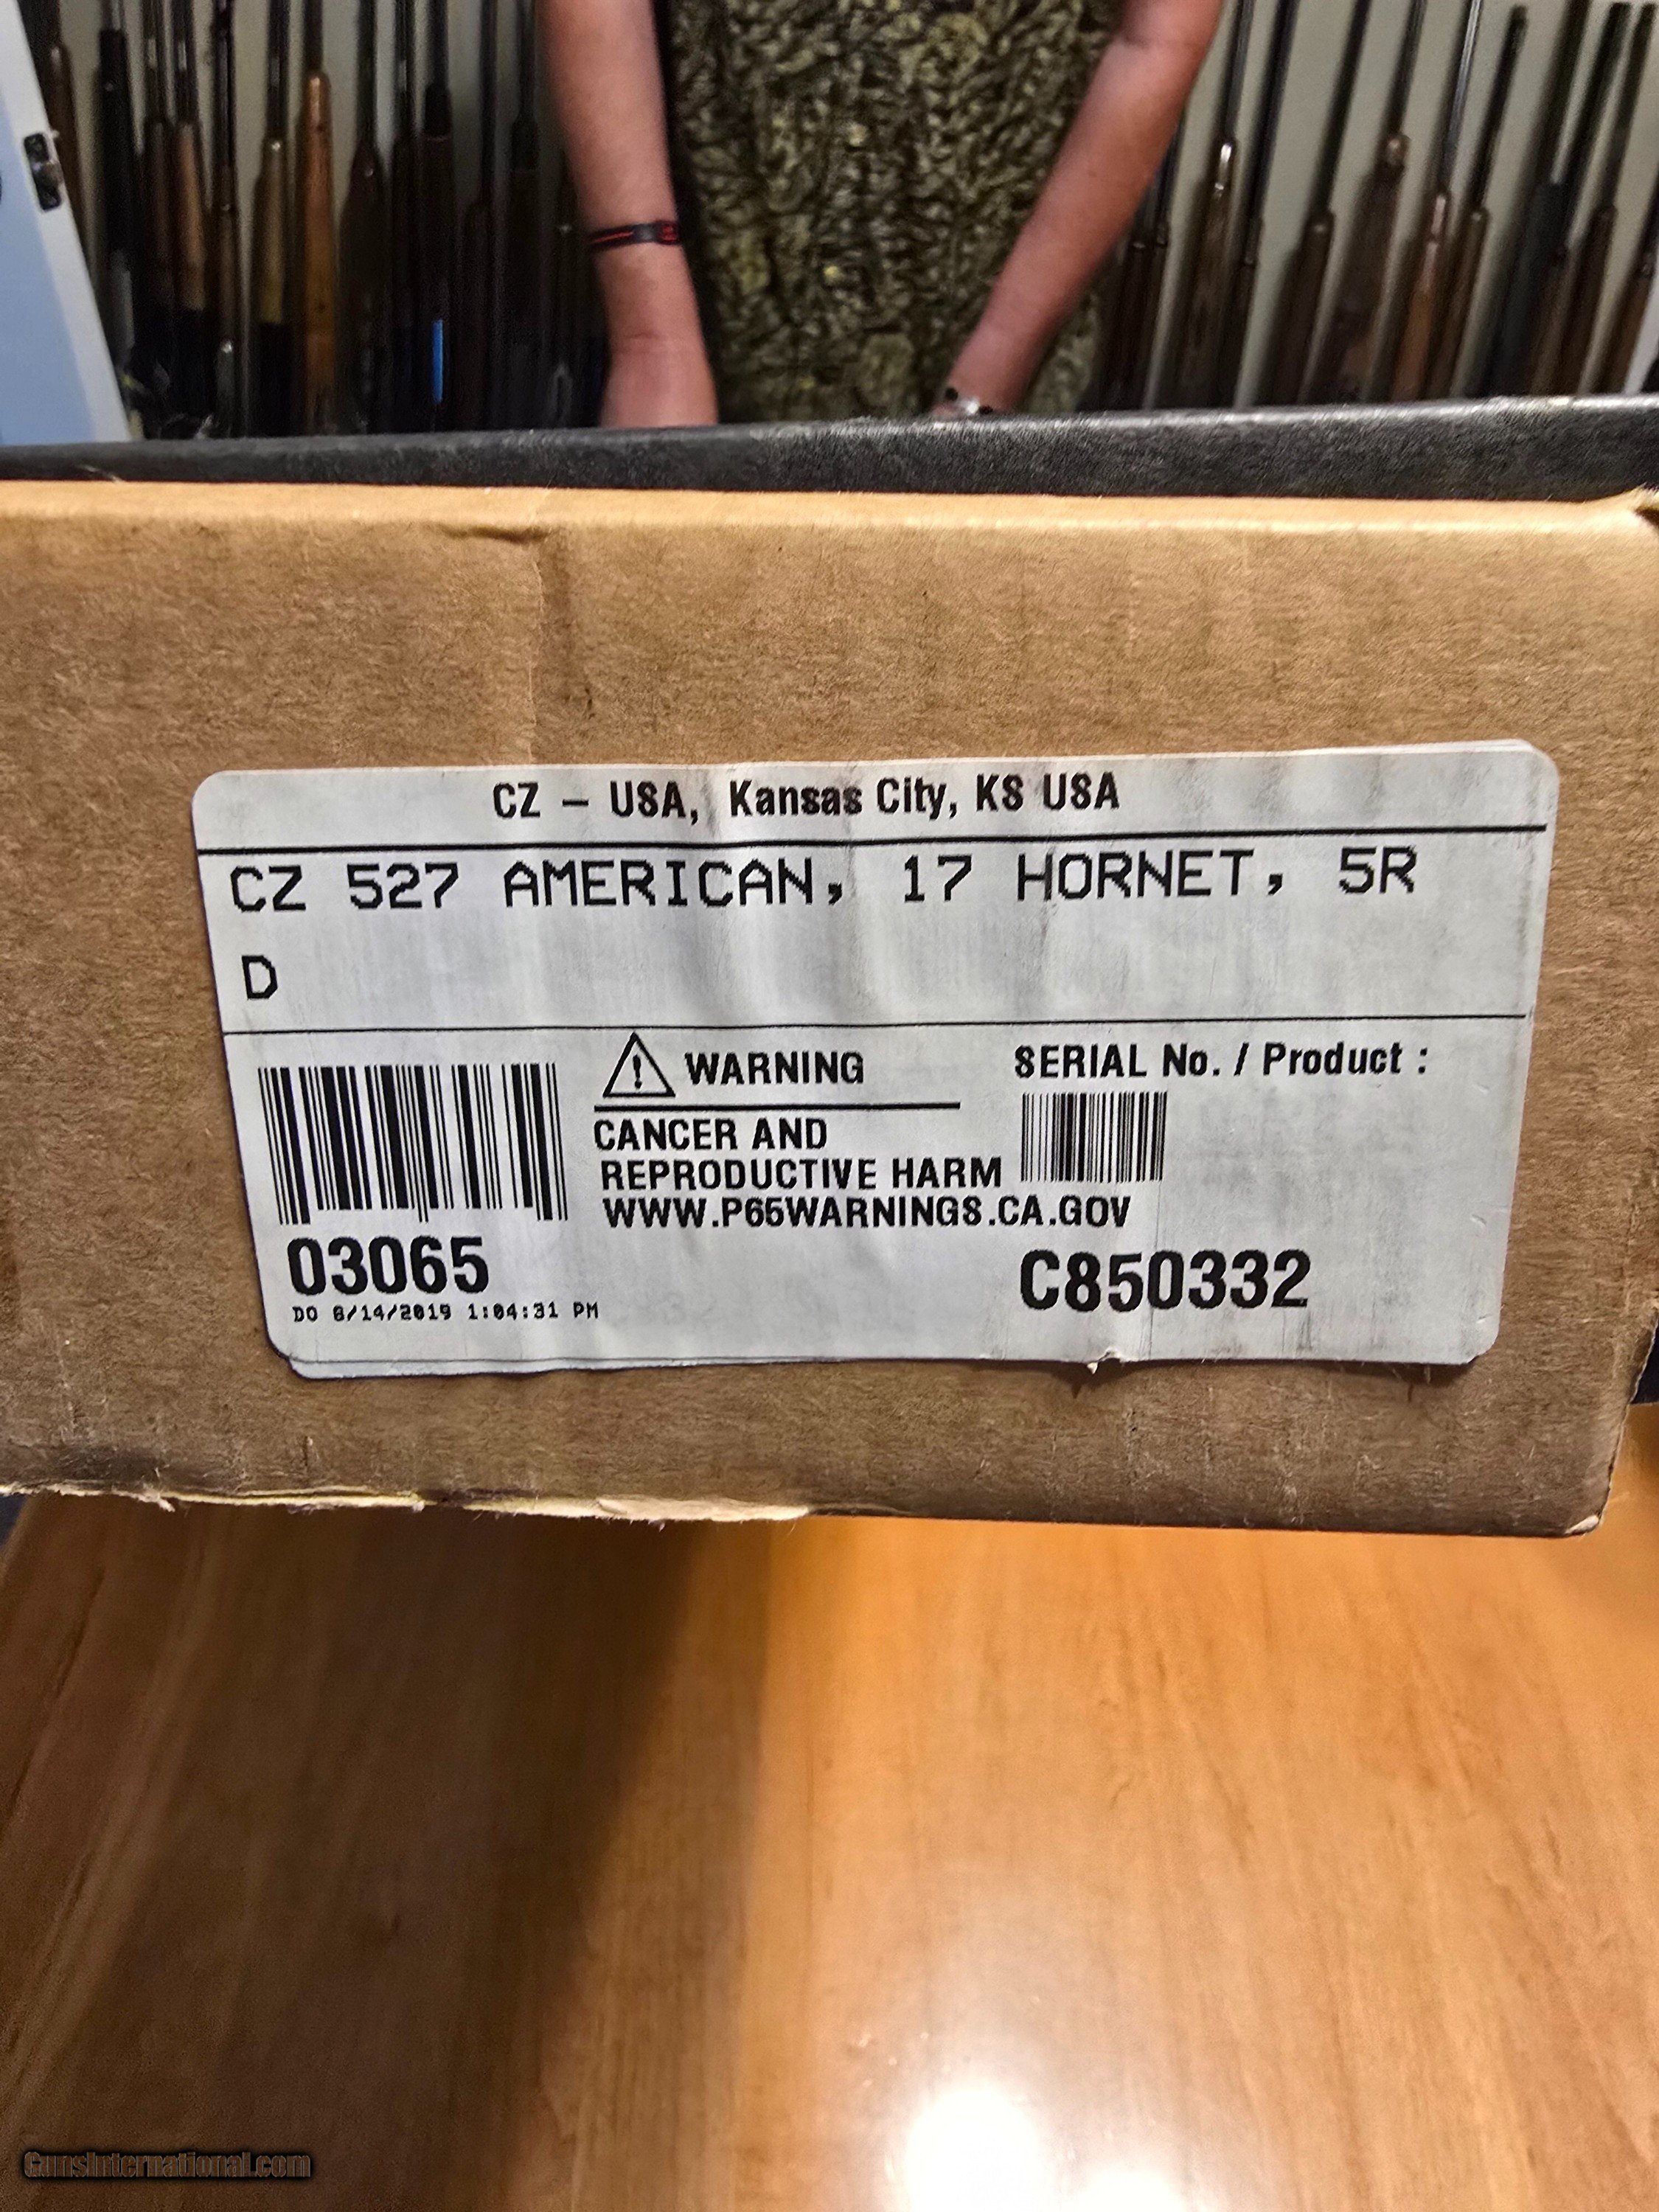 CZ – USA, Kansas City, KS USA
CZ 527 AMERICAN, 17 HORNET, 5R
D
WARNING
SERIAL No. / Product :
CANCER AND
REPRODUCTIVE HARM
WWW.P65WARNINGS.CA.GOV
03065
C850332
DO 6/14/2019 1:04:31 PM
GunsInternational.com